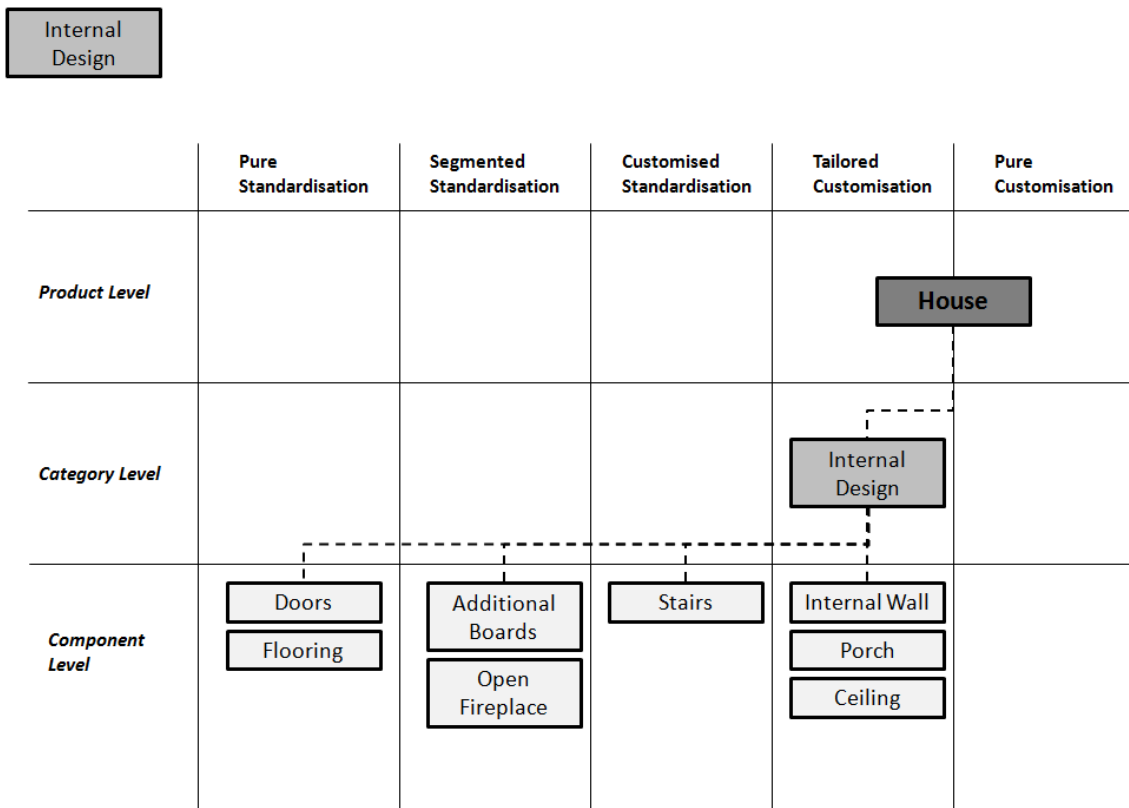 Internal
Design
Pure
Standardisation
Segmented
Standardisation
Customised
Standardisation
Tailored
Customisation
Pure
Customisation
Product Level
House
Category Level
Internal
Design
Component
Level
Doors
Flooring
Additional
Boards
Open
Fireplace
Stairs
Internal Wall
Porch
Ceiling